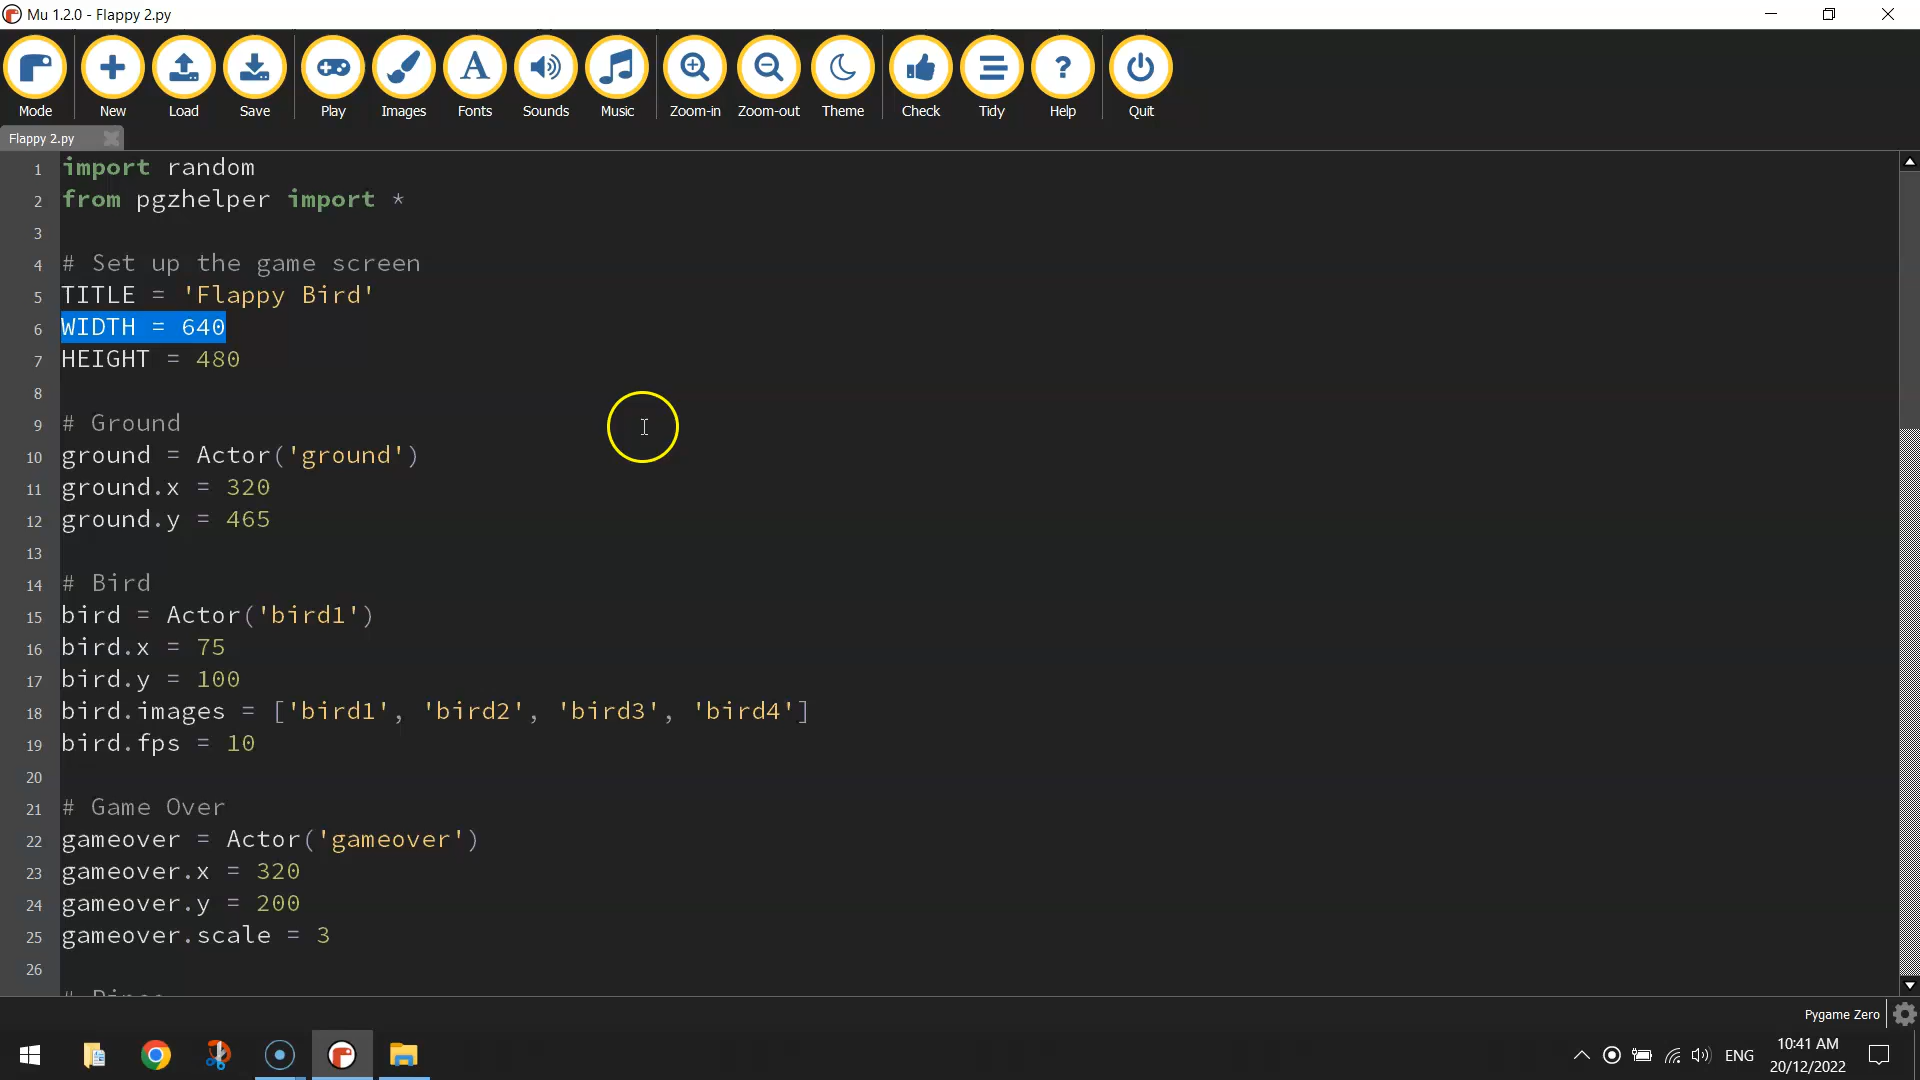 Mu 1.2.0 - Flappy 2.py
Mode New Load Save Play Images Fonts Sounds Music Zoom-in Zoom-out Theme Check Tidy Help Quit
Flappy 2.py
1 import random
2 from pgzhelper import *
3
4 # Set up the game screen
5 TITLE = 'Flappy Bird'
6 WIDTH = 640
7 HEIGHT = 480
8
9 # Ground
10 ground = Actor('ground')
11 ground.x = 320
12 ground.y = 465
13
14 # Bird
15 bird = Actor('bird1')
16 bird.x = 75
17 bird.y = 100
18 bird.images = ['bird1', 'bird2', 'bird3', 'bird4']
19 bird.fps = 10
20
21 # Game Over
22 gameover = Actor('gameover')
23 gameover.x = 320
24 gameover.y = 200
25 gameover.scale = 3
26
Pygame Zero
ENG
10:41 AM
20/12/2022